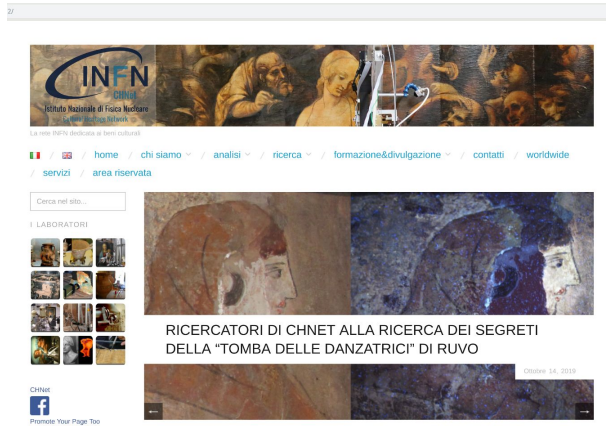 2/
INFN
CHNet
Istituto Nazionale di Fisica Nucleare
Cultural Heritage Network
La rete INFN dedicata ai beni culturali
/ / home / chi siamo / analisi / ricerca / formazione&divulgazione / contatti / worldwide
/ servizi / area riservata
Cerca nel sito...
I LABORATORI
RICERCATORI DI CHNET ALLA RICERCA DEI SEGRETI
DELLA “TOMBA DELLE DANZATRICI” DI RUVO
Ottobre 14, 2019
← →
CHNet
f
Promote Your Page Too